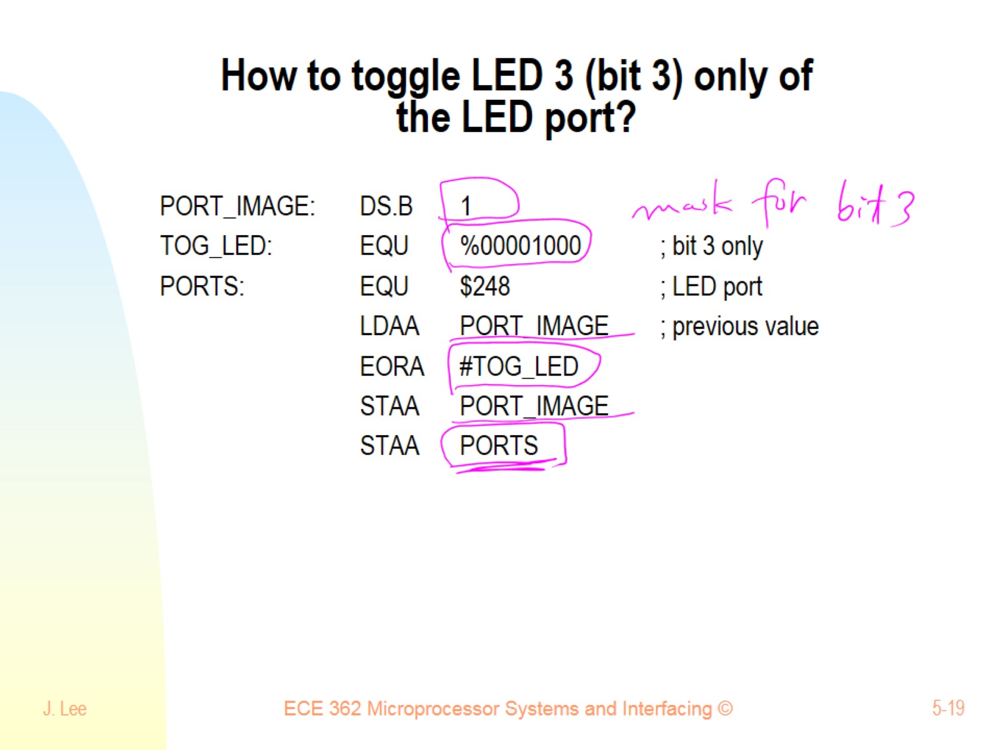 How to toggle LED 3 (bit 3) only of
the LED port?
PORT_IMAGE: DS.B 1 mask for bit 3
TOG_LED: EQU %00001000 ; bit 3 only
PORTS: EQU $248 ; LED port
LDAA PORT_IMAGE ; previous value
EORA #TOG_LED
STAA PORT_IMAGE
STAA PORTS
J. Lee ECE 362 Microprocessor Systems and Interfacing © 5-19